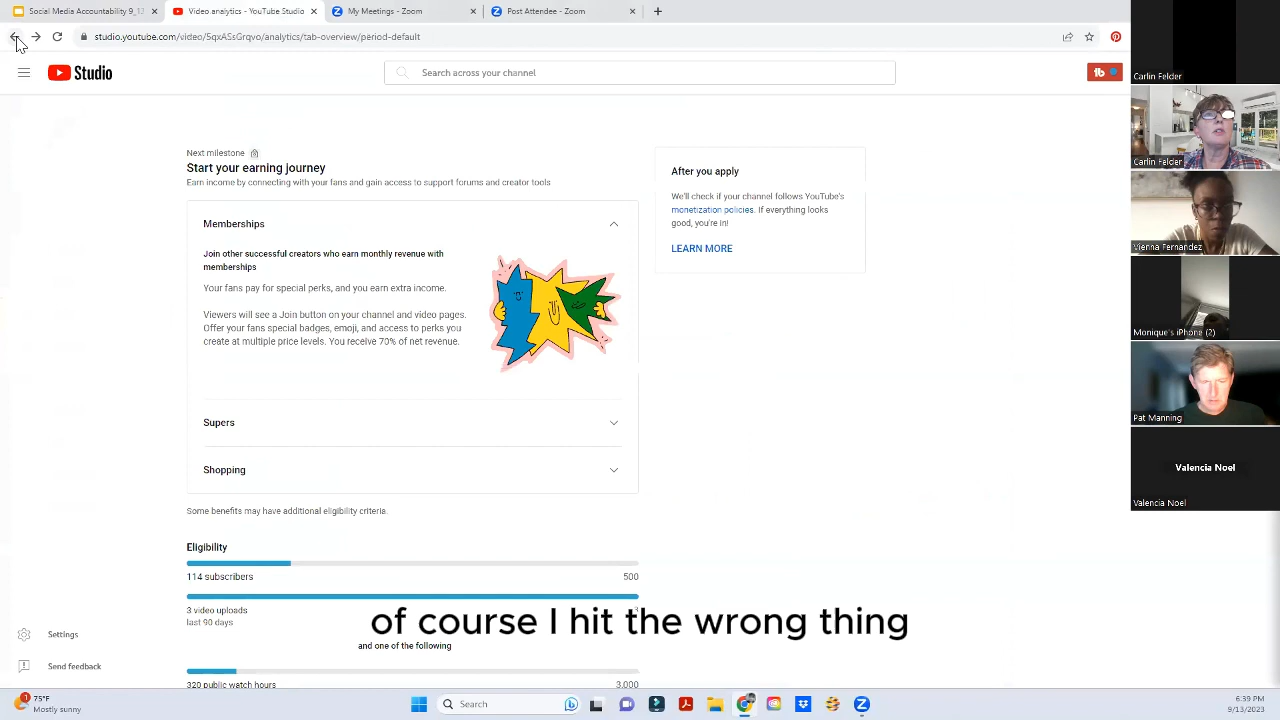 Social Media Accountability 9_13
Video analytics - YouTube Studio
My Meetings - Zoom
Post Attendee - Zoom
studio.youtube.com/video/SqxASsGrqvo/analytics/tab-overview/period-default
Studio
Search across your channel
Next milestone
Start your earning journey
Earn income by connecting with your fans and gain access to support forums and creator tools
Memberships
Join other successful creators who earn monthly revenue with
memberships
Your fans pay for special perks, and you earn extra income.
Viewers will see a Join button on your channel and video pages.
Offer your fans special badges, emoji, and access to perks you
create at multiple price levels. You receive 70% of net revenue.
Supers
Shopping
Some benefits may have additional eligibility criteria.
Eligibility
114 subscribers
500
3 video uploads
3
last 90 days
and one of the following
320 public watch hours
3,000
After you apply
We'll check if your channel follows YouTube's
monetization policies. If everything looks
good, you're in!
LEARN MORE
Settings
Send feedback
of course I hit the wrong thing
Carlin Felder
Carlin Felder
Vienna Fernandez
Monique's iPhone (2)
Pat Manning
Valencia Noel
Valencia Noel
1
75°F
Mostly sunny
Search
6:39 PM
9/13/2023